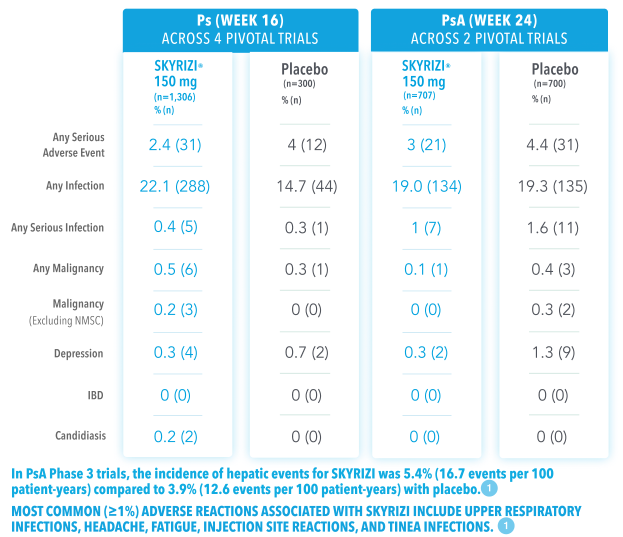 Ps (WEEK 16)
ACROSS 4 PIVOTAL TRIALS
PsA (WEEK 24)
ACROSS 2 PIVOTAL TRIALS
SKYRIZI®
150 mg
(n=1,306)
% (n)
Placebo
(n=300)
% (n)
SKYRIZI®
150 mg
(n=707)
% (n)
Placebo
(n=700)
% (n)
Any Serious
Adverse Event
2.4 (31) 4 (12) 3 (21) 4.4 (31)
Any Infection 22.1 (288) 14.7 (44) 19.0 (134) 19.3 (135)
Any Serious Infection 0.4 (5) 0.3 (1) 1 (7) 1.6 (11)
Any Malignancy 0.5 (6) 0.3 (1) 0.1 (1) 0.4 (3)
Malignancy
(Excluding NMSC)
0.2 (3) 0 (0) 0 (0) 0.3 (2)
Depression 0.3 (4) 0.7 (2) 0.3 (2) 1.3 (9)
IBD 0 (0) 0 (0) 0 (0) 0 (0)
Candidiasis 0.2 (2) 0 (0) 0 (0) 0 (0)
In PsA Phase 3 trials, the incidence of hepatic events for SKYRIZI was 5.4% (16.7 events per 100
patient-years) compared to 3.9% (12.6 events per 100 patient-years) with placebo. 1
MOST COMMON (≥1%) ADVERSE REACTIONS ASSOCIATED WITH SKYRIZI INCLUDE UPPER RESPIRATORY
INFECTIONS, HEADACHE, FATIGUE, INJECTION SITE REACTIONS, AND TINEA INFECTIONS. 1